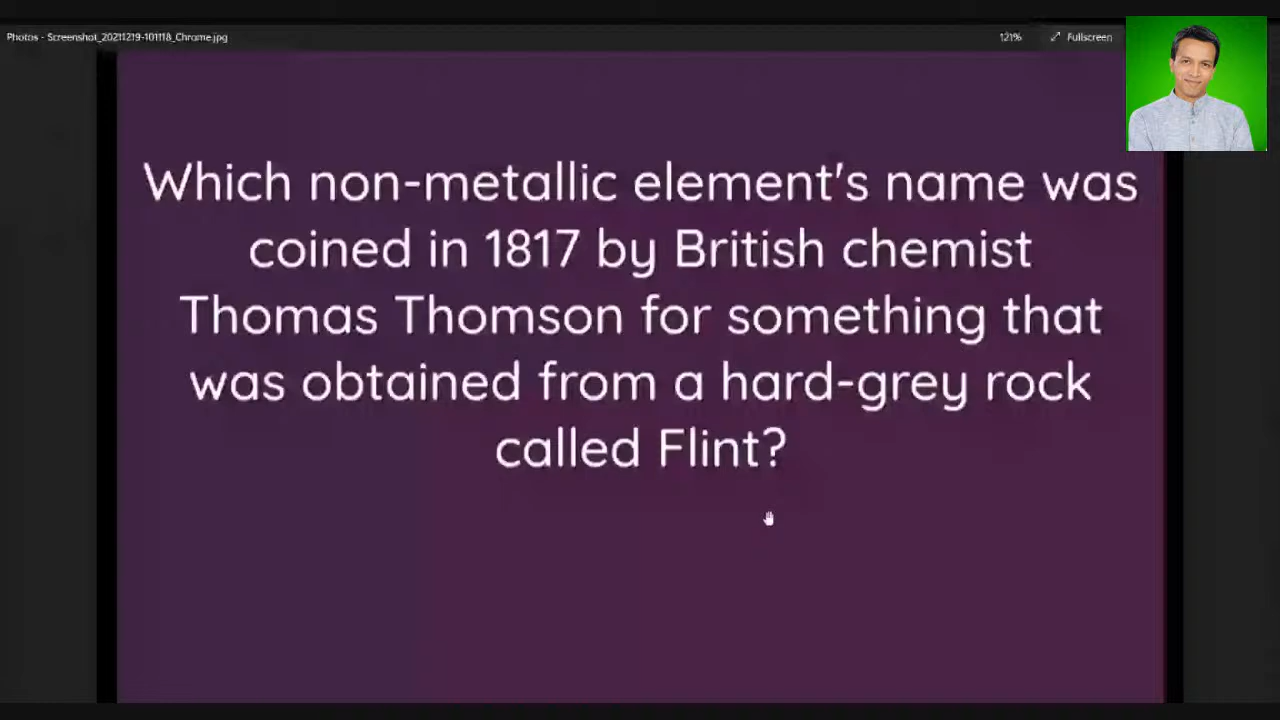 Photos - Screenshot_20211219-101118_Chrome.jpg
121%
Fullscreen
Which non-metallic element's name was
coined in 1817 by British chemist
Thomas Thomson for something that
was obtained from a hard-grey rock
called Flint?